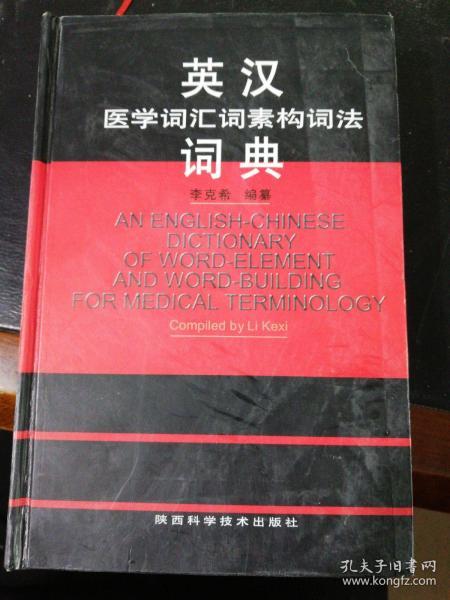 英汉
医学词汇词素构词法
词典
李克希 编纂
AN ENGLISH-CHINESE
DICTIONARY
OF WORD-ELEMENT
AND WORD-BUILDING
FOR MEDICAL TERMINOLOGY
Compiled by Li Kexi
陕西科学技术出版社
孔夫子旧书网
www.kongfz.com